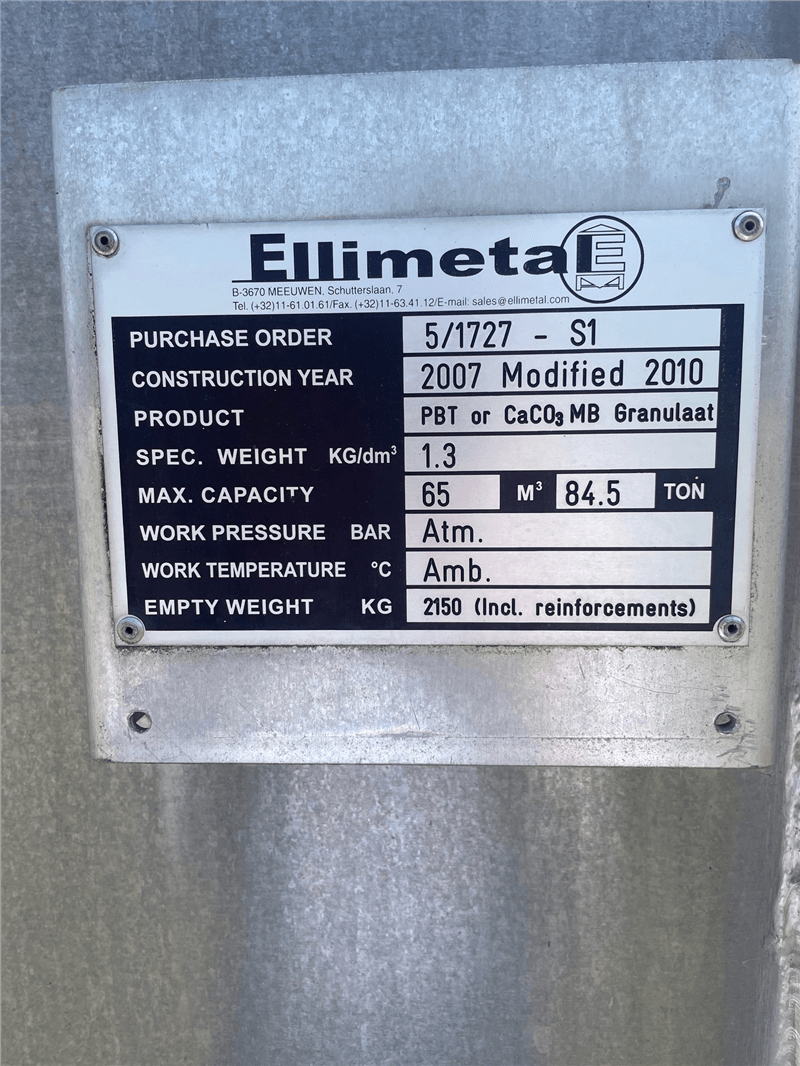 Ellimetal
B-3670 MEEUWEN, Schutterslaan. 7
Tel. (+32)11-61.01.61/Fax. (+32)11-63.41.12/E-mail: sales@ellimetal.com
PURCHASE ORDER 5/1727 - S1
CONSTRUCTION YEAR 2007 Modified 2010
PRODUCT PBT or CaCO₃ MB Granulaat
SPEC. WEIGHT KG/dm³ 1.3
MAX. CAPACITY 65 M³ 84.5 TON
WORK PRESSURE BAR Atm.
WORK TEMPERATURE °C Amb.
EMPTY WEIGHT KG 2150 (Incl. reinforcements)